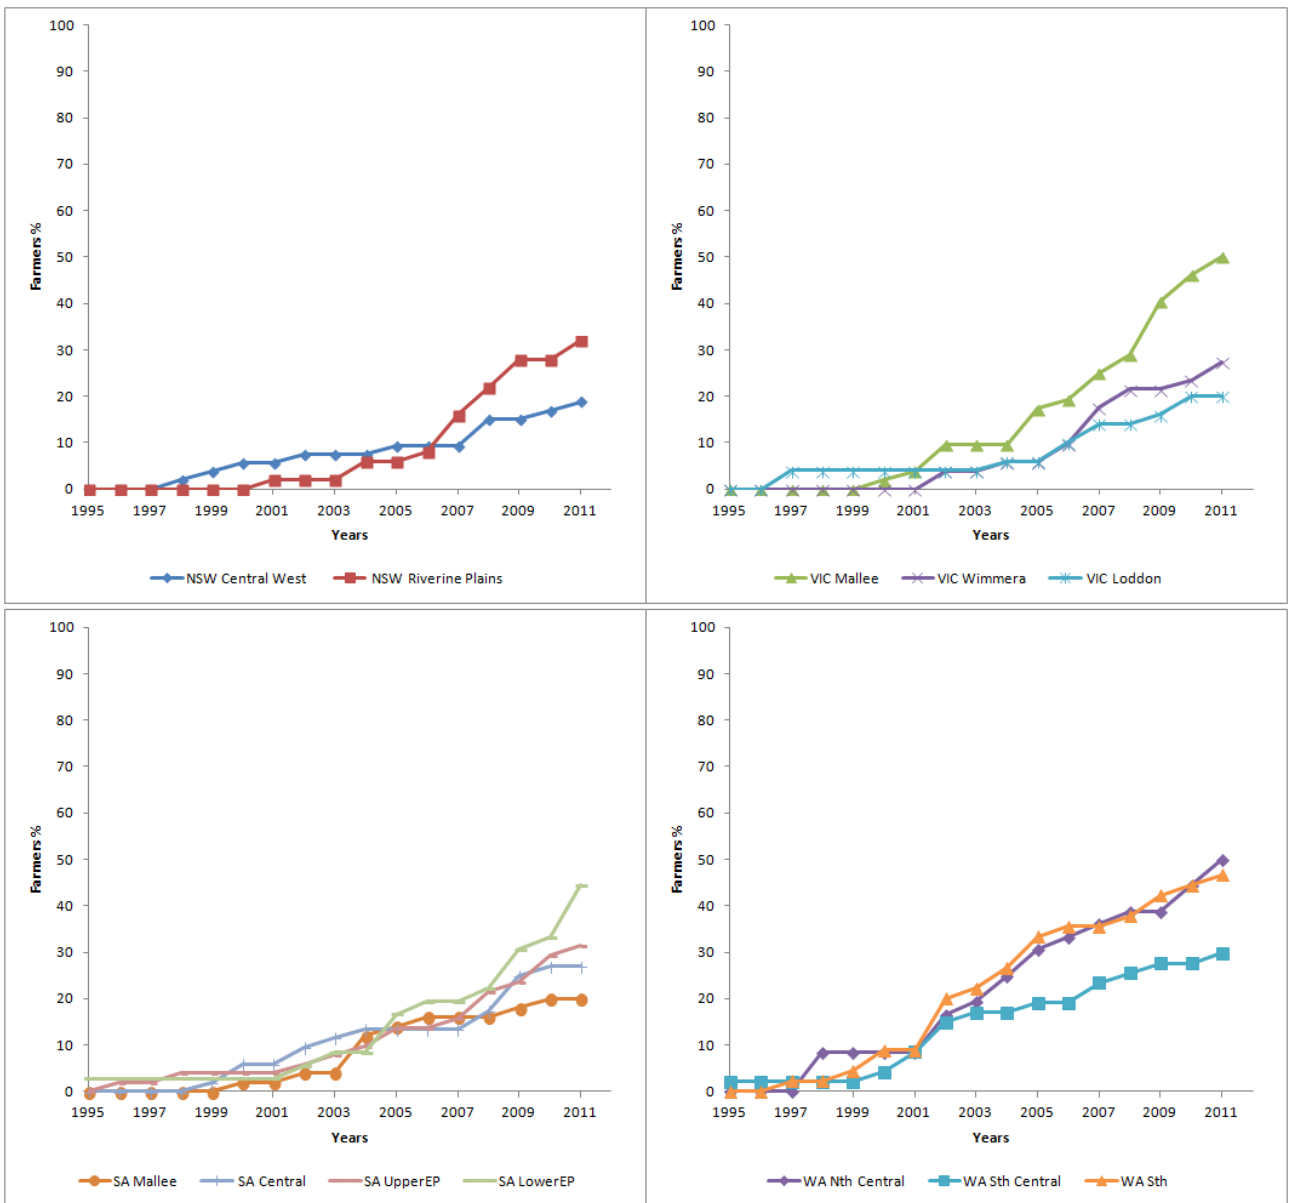 100
90
80
70
60
50
40
30
20
10
0
Farmers %
1995 1997 1999 2001 2003 2005 2007 2009 2011
Years
NSW Central West NSW Riverine Plains
100
90
80
70
60
50
40
30
20
10
0
Farmers %
1995 1997 1999 2001 2003 2005 2007 2009 2011
Years
VIC Mallee VIC Wimmera VIC Loddon
100
90
80
70
60
50
40
30
20
10
0
Farmers %
1995 1997 1999 2001 2003 2005 2007 2009 2011
Years
SA Mallee SA Central SA UpperEP SA LowerEP
100
90
80
70
60
50
40
30
20
10
0
Farmers %
1995 1997 1999 2001 2003 2005 2007 2009 2011
Years
WA Nth Central WA Sth Central WA Sth